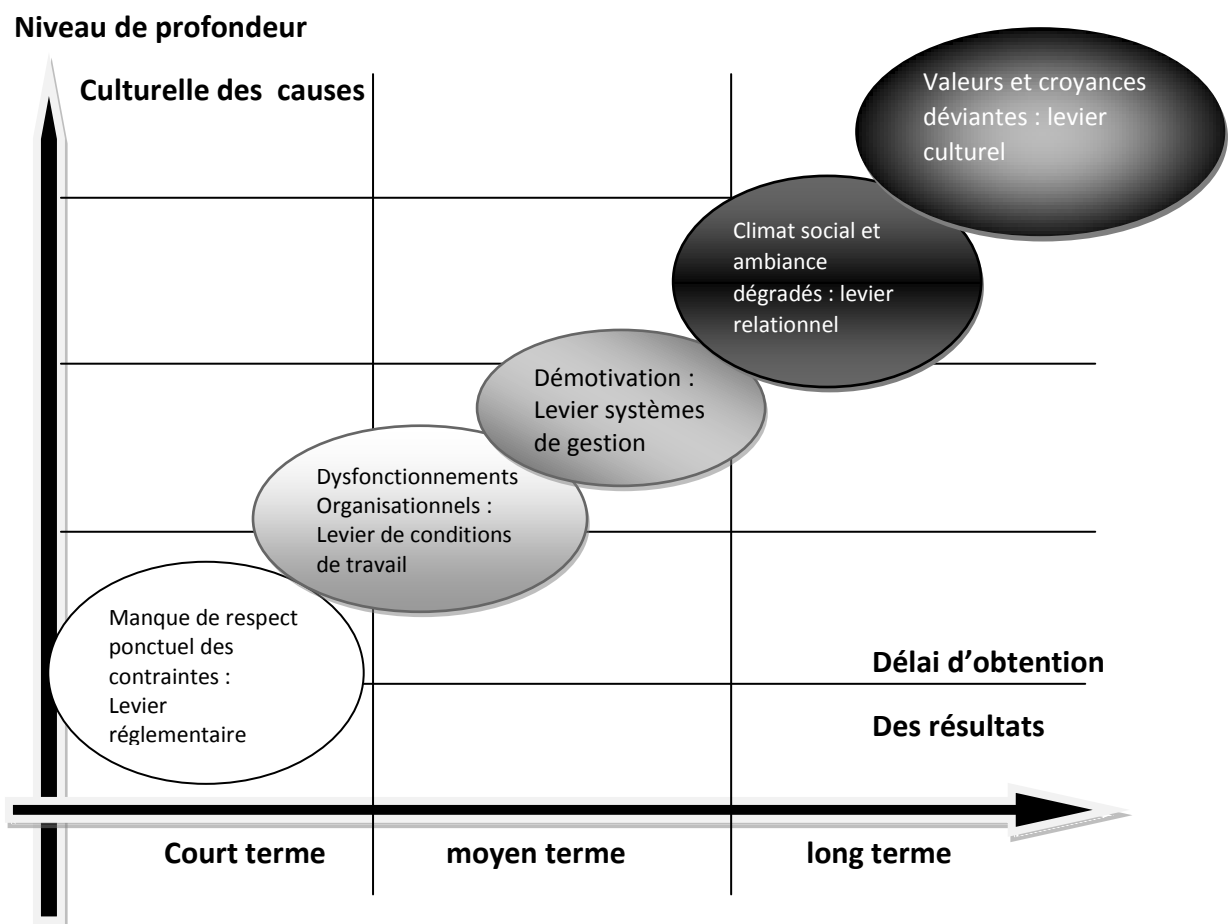 Niveau de profondeur
Culturelle des causes
Valeurs et croyances
déviantes : levier
culturel
Climat social et
ambiance
dégradés : levier
relationnel
Démotivation :
Levier systèmes
de gestion
Dysfonctionnements
Organisationnels :
Levier de conditions
de travail
Manque de respect
ponctuel des
contraintes :
Levier
réglementaire
Délai d’obtention
Des résultats
Court terme
moyen terme
long terme